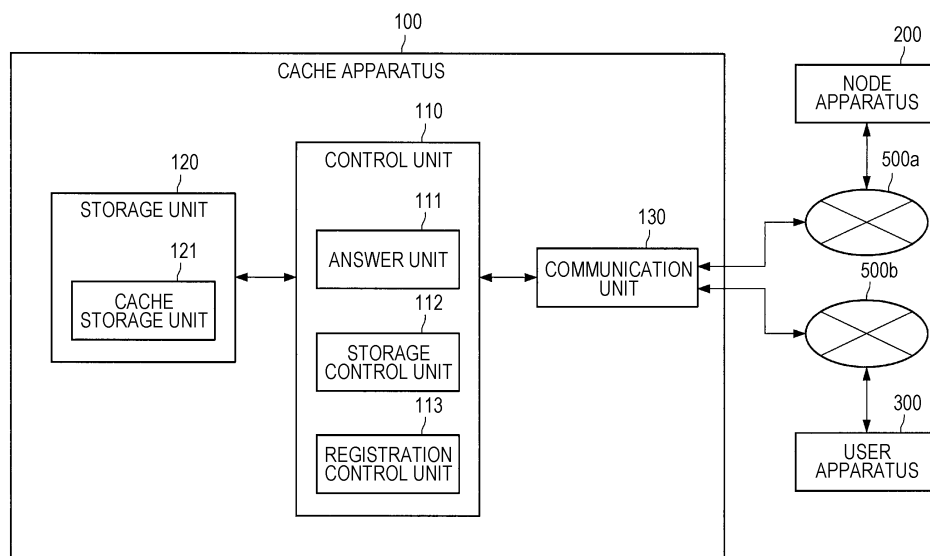 100
CACHE APPARATUS
200
NODE
APPARATUS
110
CONTROL UNIT
120
STORAGE UNIT
500a
111
ANSWER UNIT
130
COMMUNICATION
UNIT
121
CACHE
STORAGE UNIT
500b
112
STORAGE
CONTROL UNIT
113
REGISTRATION
CONTROL UNIT
300
USER
APPARATUS